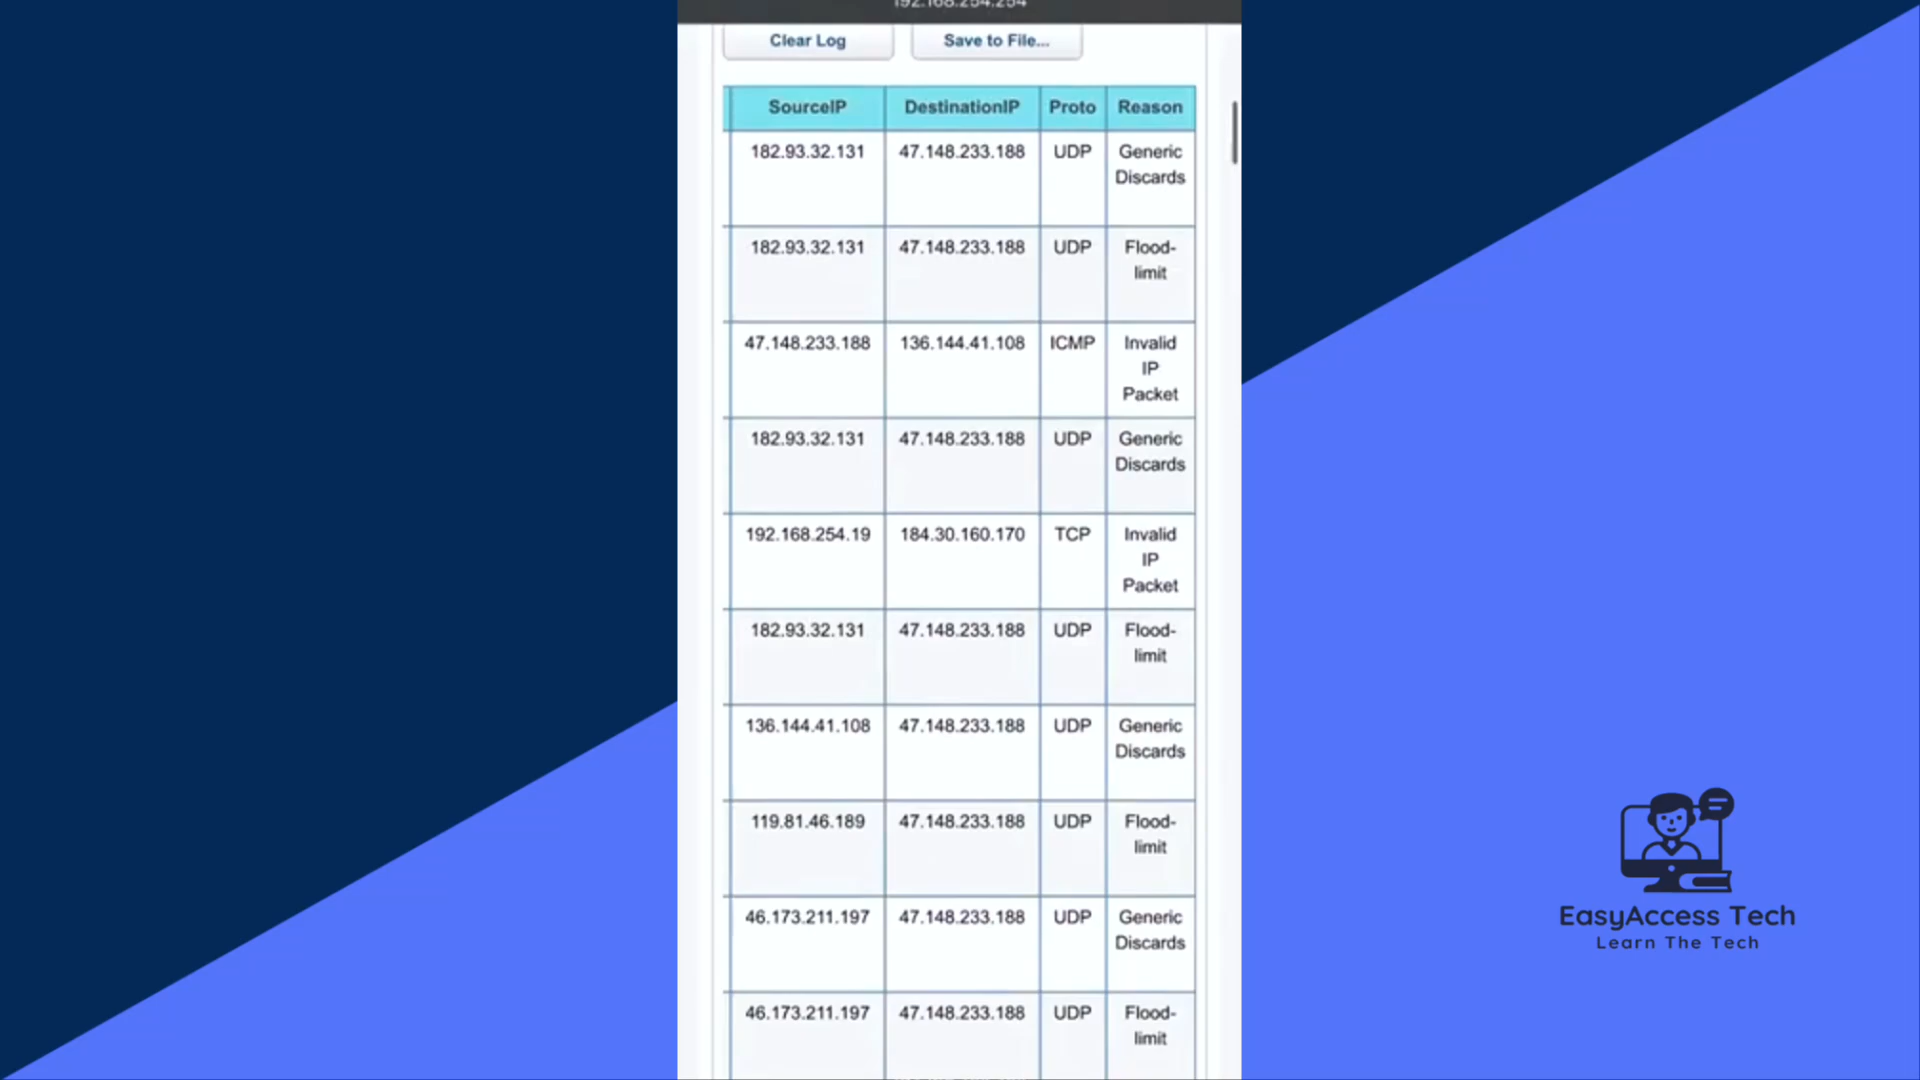 192.168.254.254
Clear Log Save to File...
SourceIP DestinationIP Proto Reason
182.93.32.131 47.148.233.188 UDP Generic
Discards
182.93.32.131 47.148.233.188 UDP Flood-
limit
47.148.233.188 136.144.41.108 ICMP Invalid
IP
Packet
182.93.32.131 47.148.233.188 UDP Generic
Discards
192.168.254.19 184.30.160.170 TCP Invalid
IP
Packet
182.93.32.131 47.148.233.188 UDP Flood-
limit
136.144.41.108 47.148.233.188 UDP Generic
Discards
119.81.46.189 47.148.233.188 UDP Flood-
limit
46.173.211.197 47.148.233.188 UDP Generic
Discards
46.173.211.197 47.148.233.188 UDP Flood-
limit
EasyAccess Tech
Learn The Tech